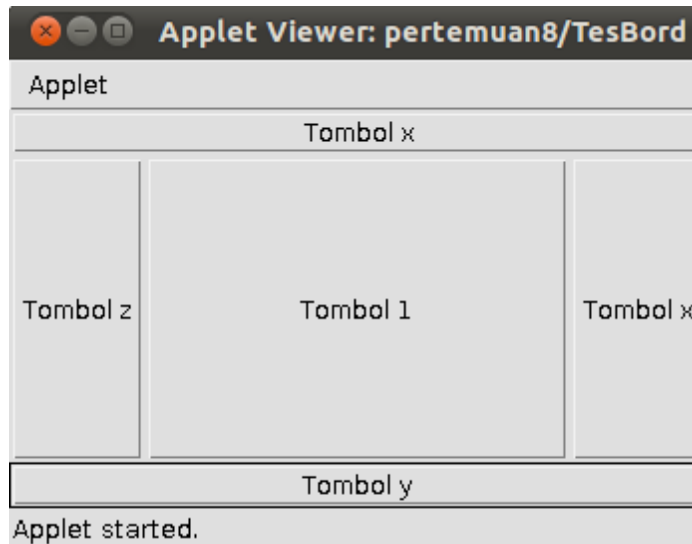 Applet Viewer: pertemuan8/TesBord
Applet
Tombol x
Tombol z
Tombol 1
Tombol x
Tombol y
Applet started.